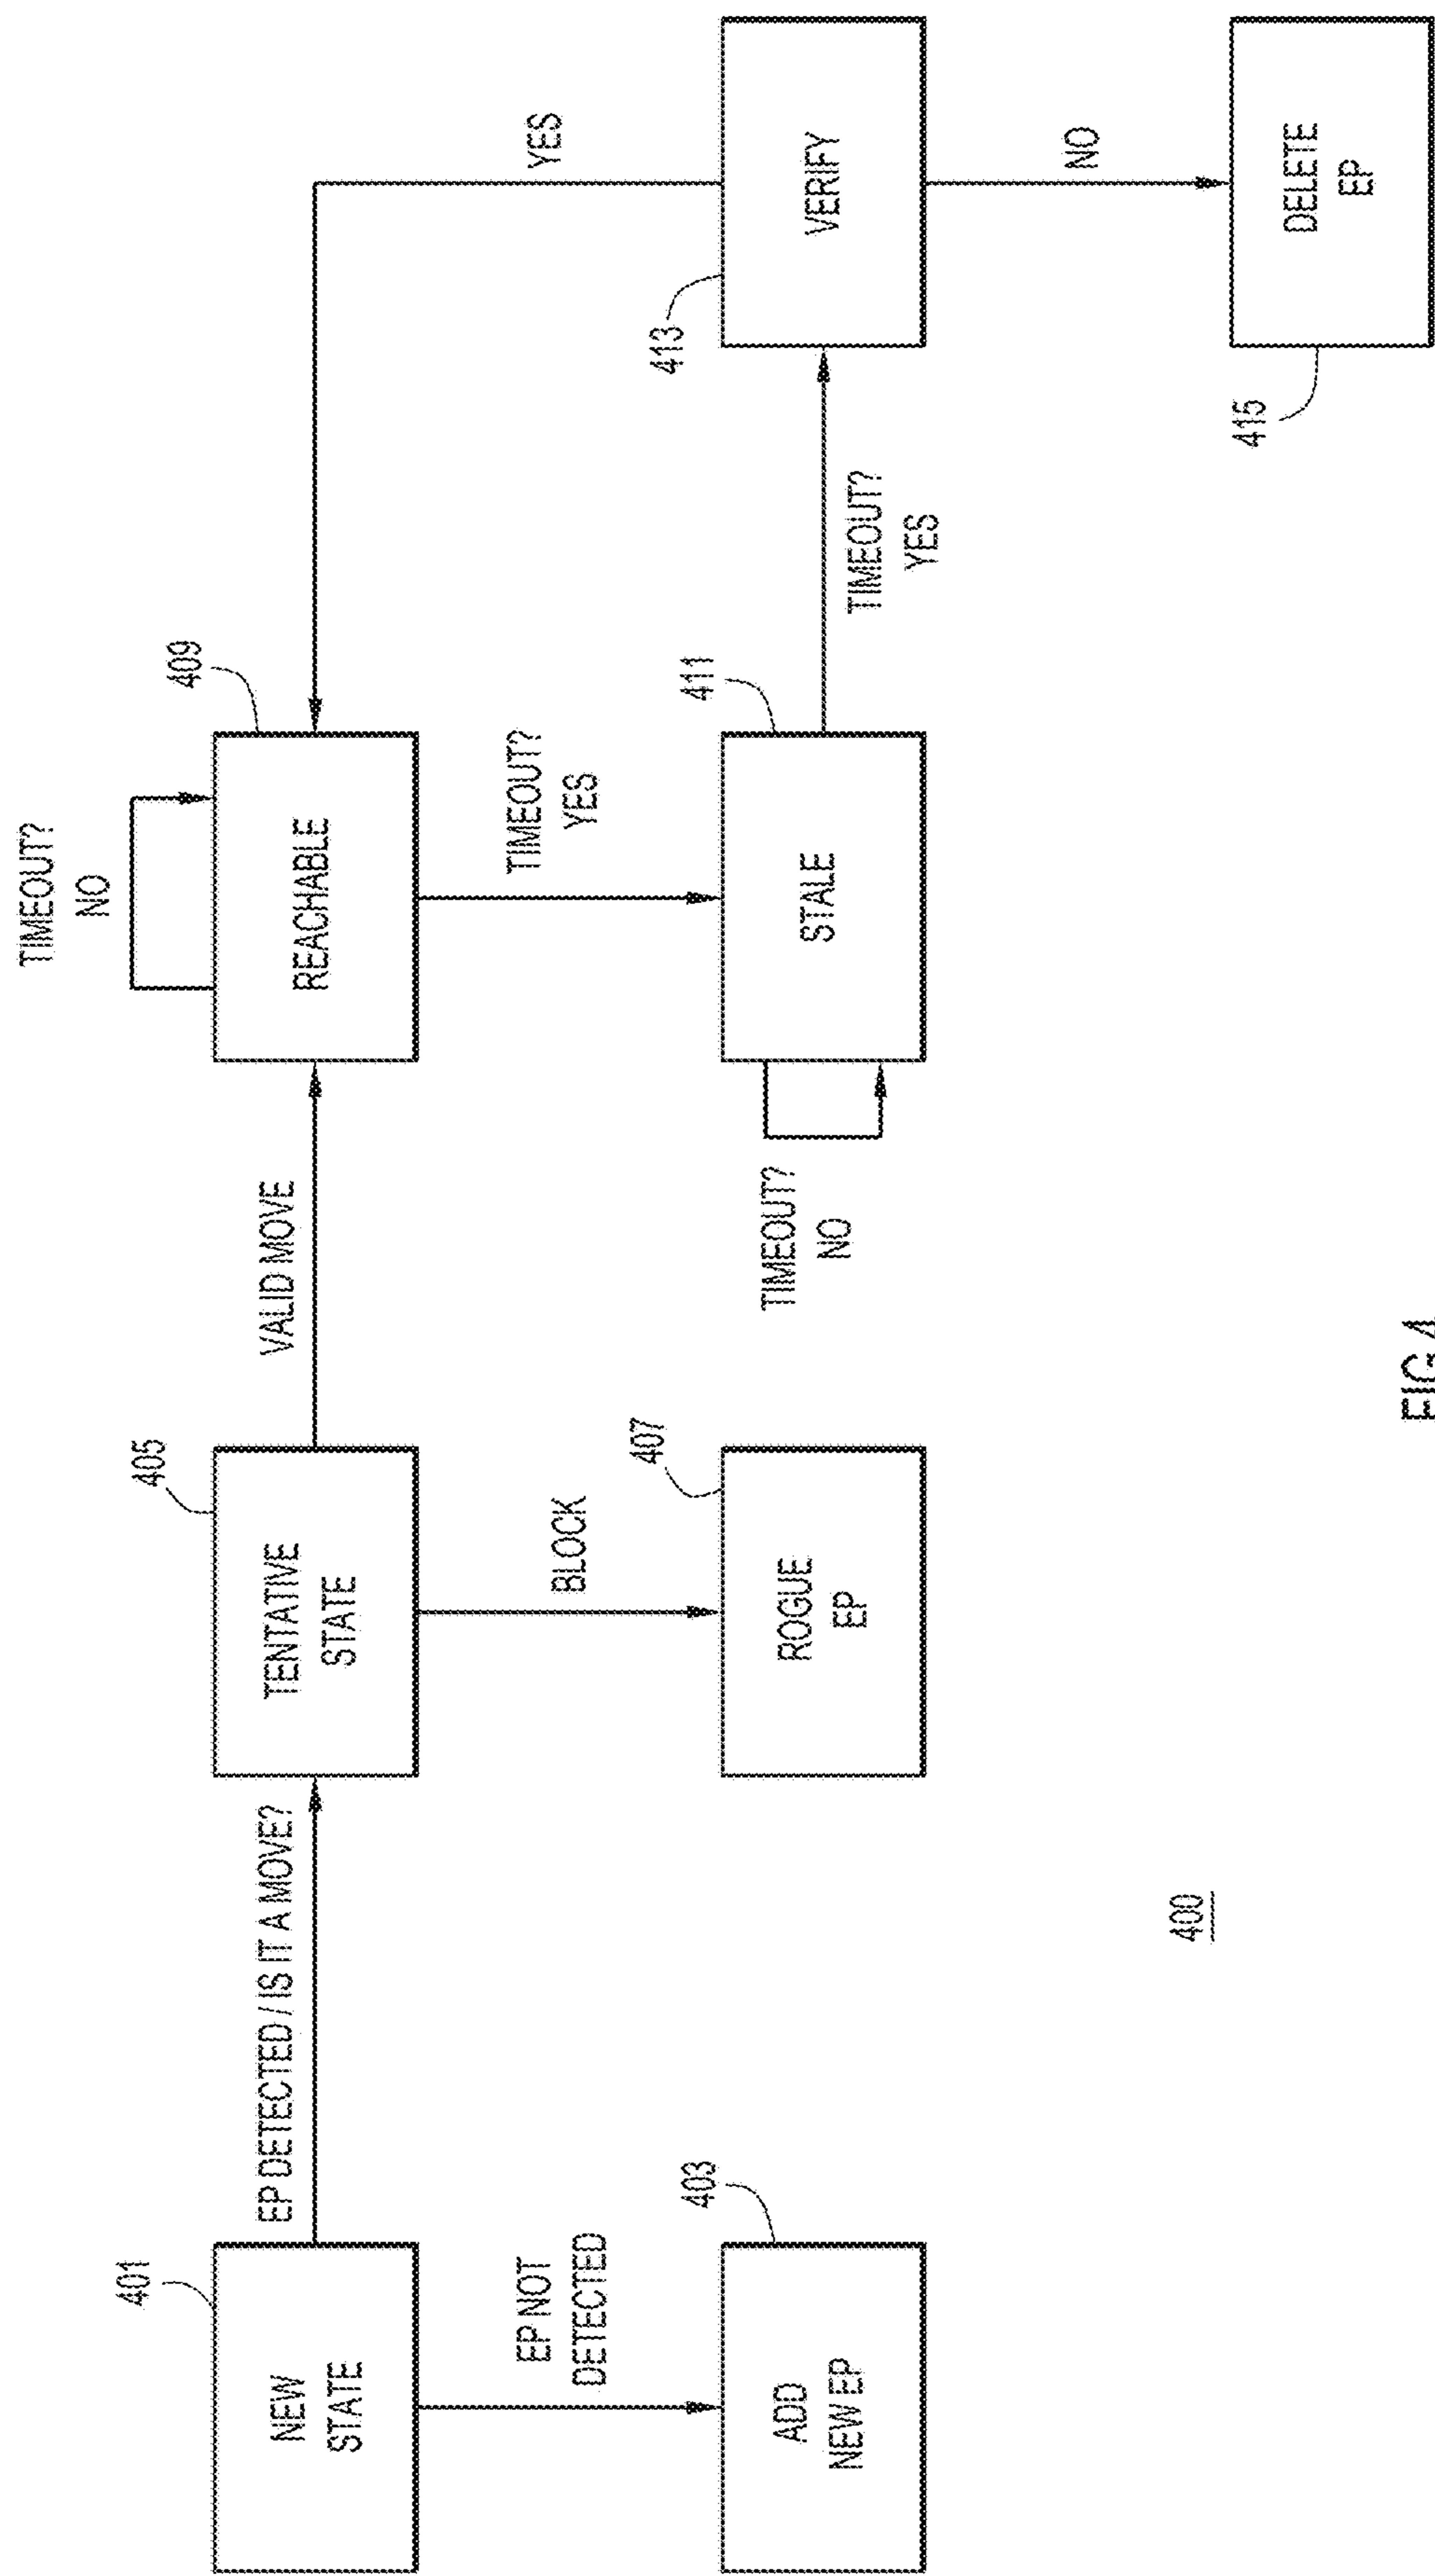 401
NEW
STATE
EP DETECTED / IS IT A MOVE?
EP NOT
DETECTED
403
ADD
NEW EP
405
TENTATIVE
STATE
VALID MOVE
BLOCK
407
ROGUE
EP
TIMEOUT?
NO
409
REACHABLE
TIMEOUT?
YES
TIMEOUT?
NO
411
STALE
TIMEOUT?
YES
YES
413
VERIFY
NO
415
DELETE
EP
400
FIG.4